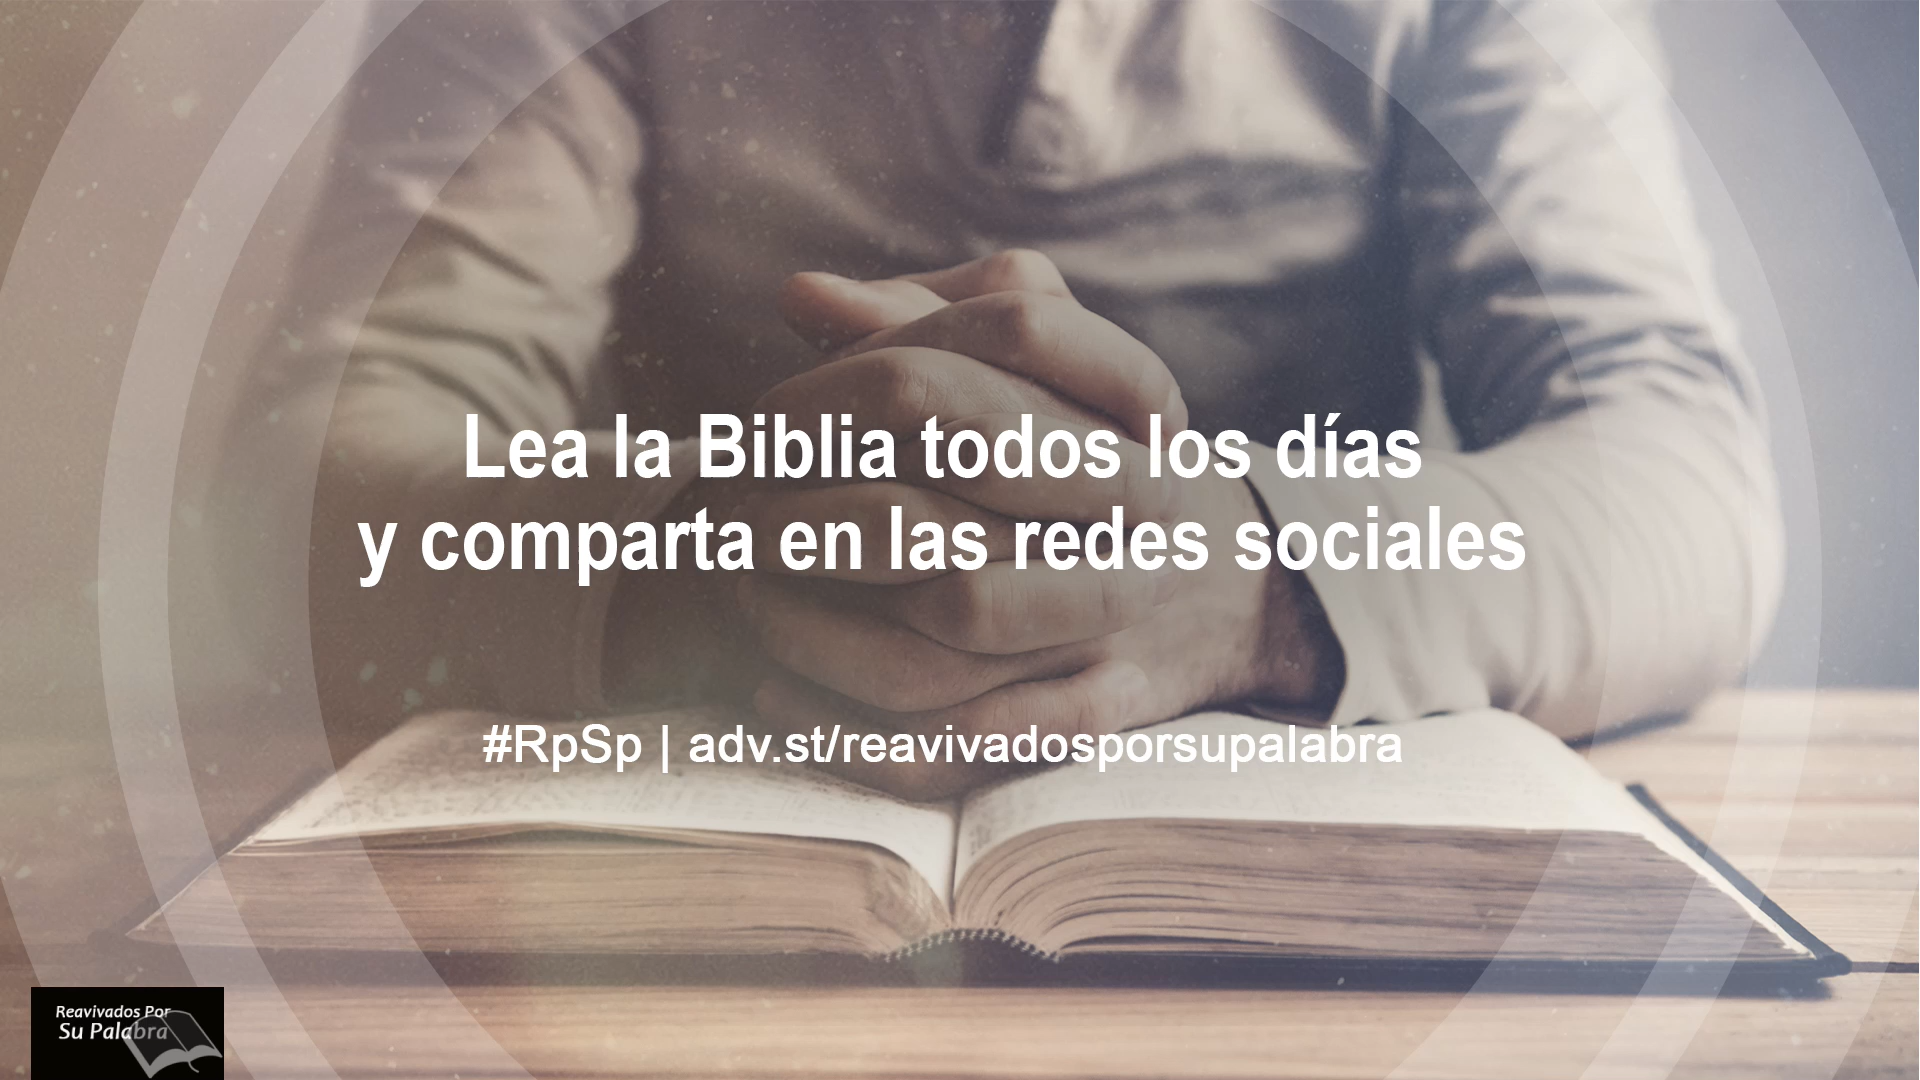 Lea la Biblia todos los días
y comparta en las redes sociales
#RpSp | adv.st/reavivadosporsupalabra
Reavivados Por
Su Palabra